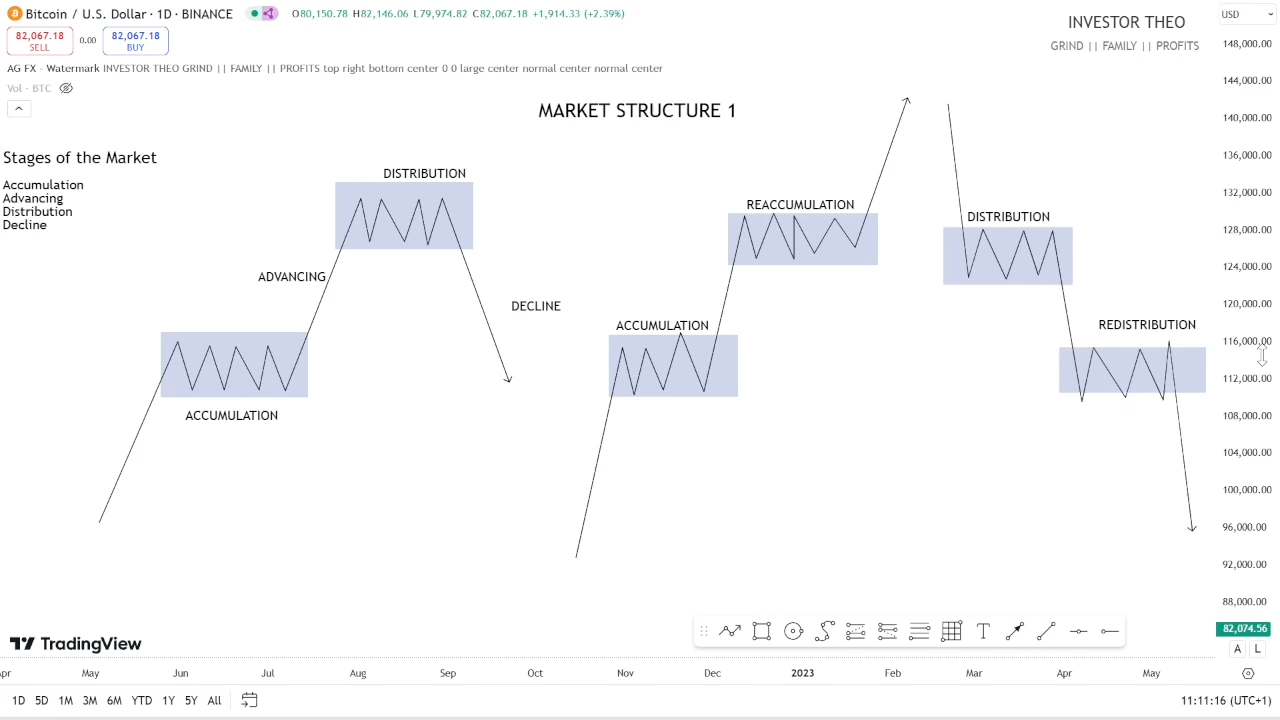 Bitcoin / U.S. Dollar · 1D · BINANCE O80,150.78 H82,146.06 L79,974.82 C82,067.18 +1,914.33 (+2.39%)
82,067.18 SELL 0.00 82,067.18 BUY
AG FX - Watermark INVESTOR THEO GRIND || FAMILY || PROFITS top right bottom center 0 0 large center normal center normal center
Vol · BTC
INVESTOR THEO
GRIND || FAMILY || PROFITS
USD
MARKET STRUCTURE 1
Stages of the Market
Accumulation
Advancing
Distribution
Decline
DISTRIBUTION
ADVANCING
DECLINE
ACCUMULATION
REACCUMULATION
ACCUMULATION
DISTRIBUTION
REDISTRIBUTION
148,000.00
144,000.00
140,000.00
136,000.00
132,000.00
128,000.00
124,000.00
120,000.00
116,000.00
112,000.00
108,000.00
104,000.00
100,000.00
96,000.00
92,000.00
88,000.00
82,074.56
A L
T
TradingView
Apr May Jun Jul Aug Sep Oct Nov Dec 2023 Feb Mar Apr May
1D 5D 1M 3M 6M YTD 1Y 5Y All
11:11:16 (UTC+1)